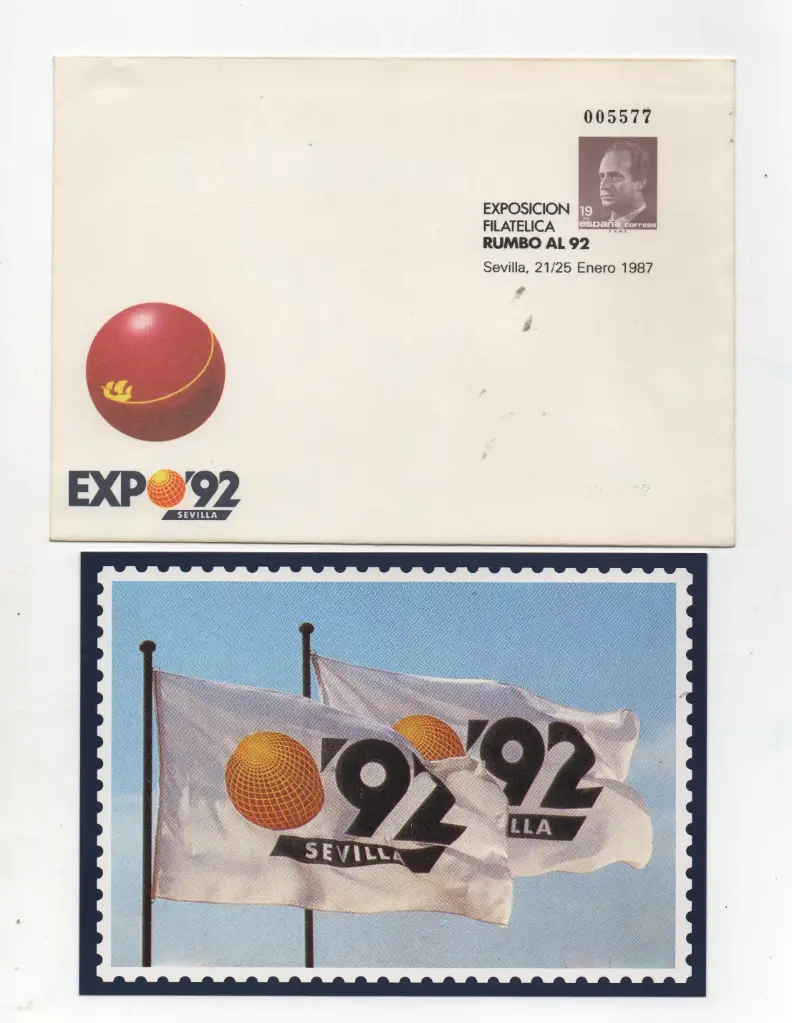 005577
19
españa correos
EXPOSICION
FILATELICA
RUMBO AL 92
Sevilla, 21/25 Enero 1987
EXPO '92
SEVILLA
'92
SEVILLA
'92
LLA